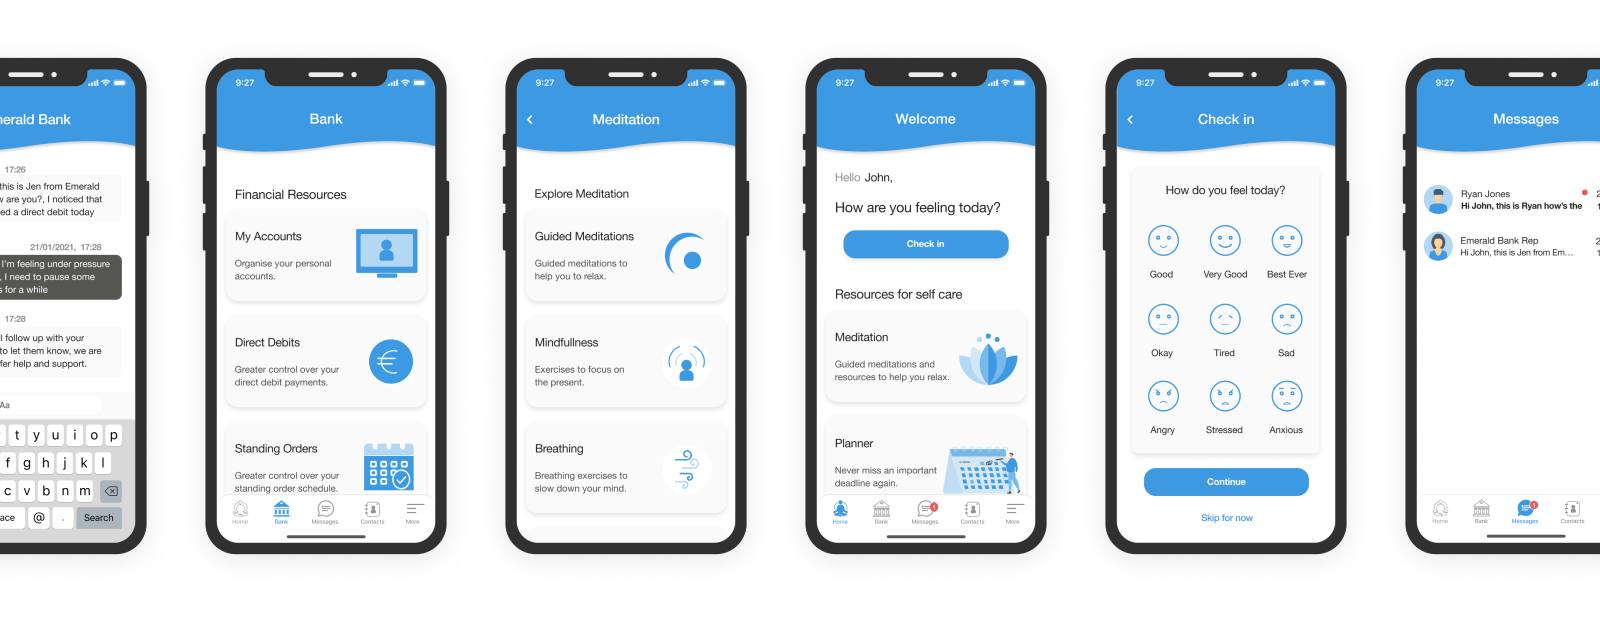 nerald Bank
17:26
this is Jen from Emerald
w are you?, I noticed that
ed a direct debit today
21/01/2021, 17:28
I'm feeling under pressure
, I need to pause some
s for a while
17:28
I follow up with your
to let them know, we are
fer help and support.
Aa
t y u i o p
f g h j k l
c v b n m
ace @ . Search
9:27
Bank
Financial Resources
My Accounts
Organise your personal
accounts.
Direct Debits
Greater control over your
direct debit payments.
Standing Orders
Greater control over your
standing order schedule.
Home Bank Messages Contacts More
9:27
Meditation
Explore Meditation
Guided Meditations
Guided meditations to
help you to relax.
Mindfullness
Exercises to focus on
the present.
Breathing
Breathing exercises to
slow down your mind.
9:27
Welcome
Hello John,
How are you feeling today?
Check in
Resources for self care
Meditation
Guided meditations and
resources to help you relax.
Planner
Never miss an important
deadline again.
1
Home Bank Messages Contacts More
9:27
Check in
How do you feel today?
Good Very Good Best Ever
Okay Tired Sad
Angry Stressed Anxious
Continue
Skip for now
9:27
Messages
Ryan Jones 2
Hi John, this is Ryan how's the 1
Emerald Bank Rep 2
Hi John, this is Jen from Em... 1
1
Home Bank Messages Contacts